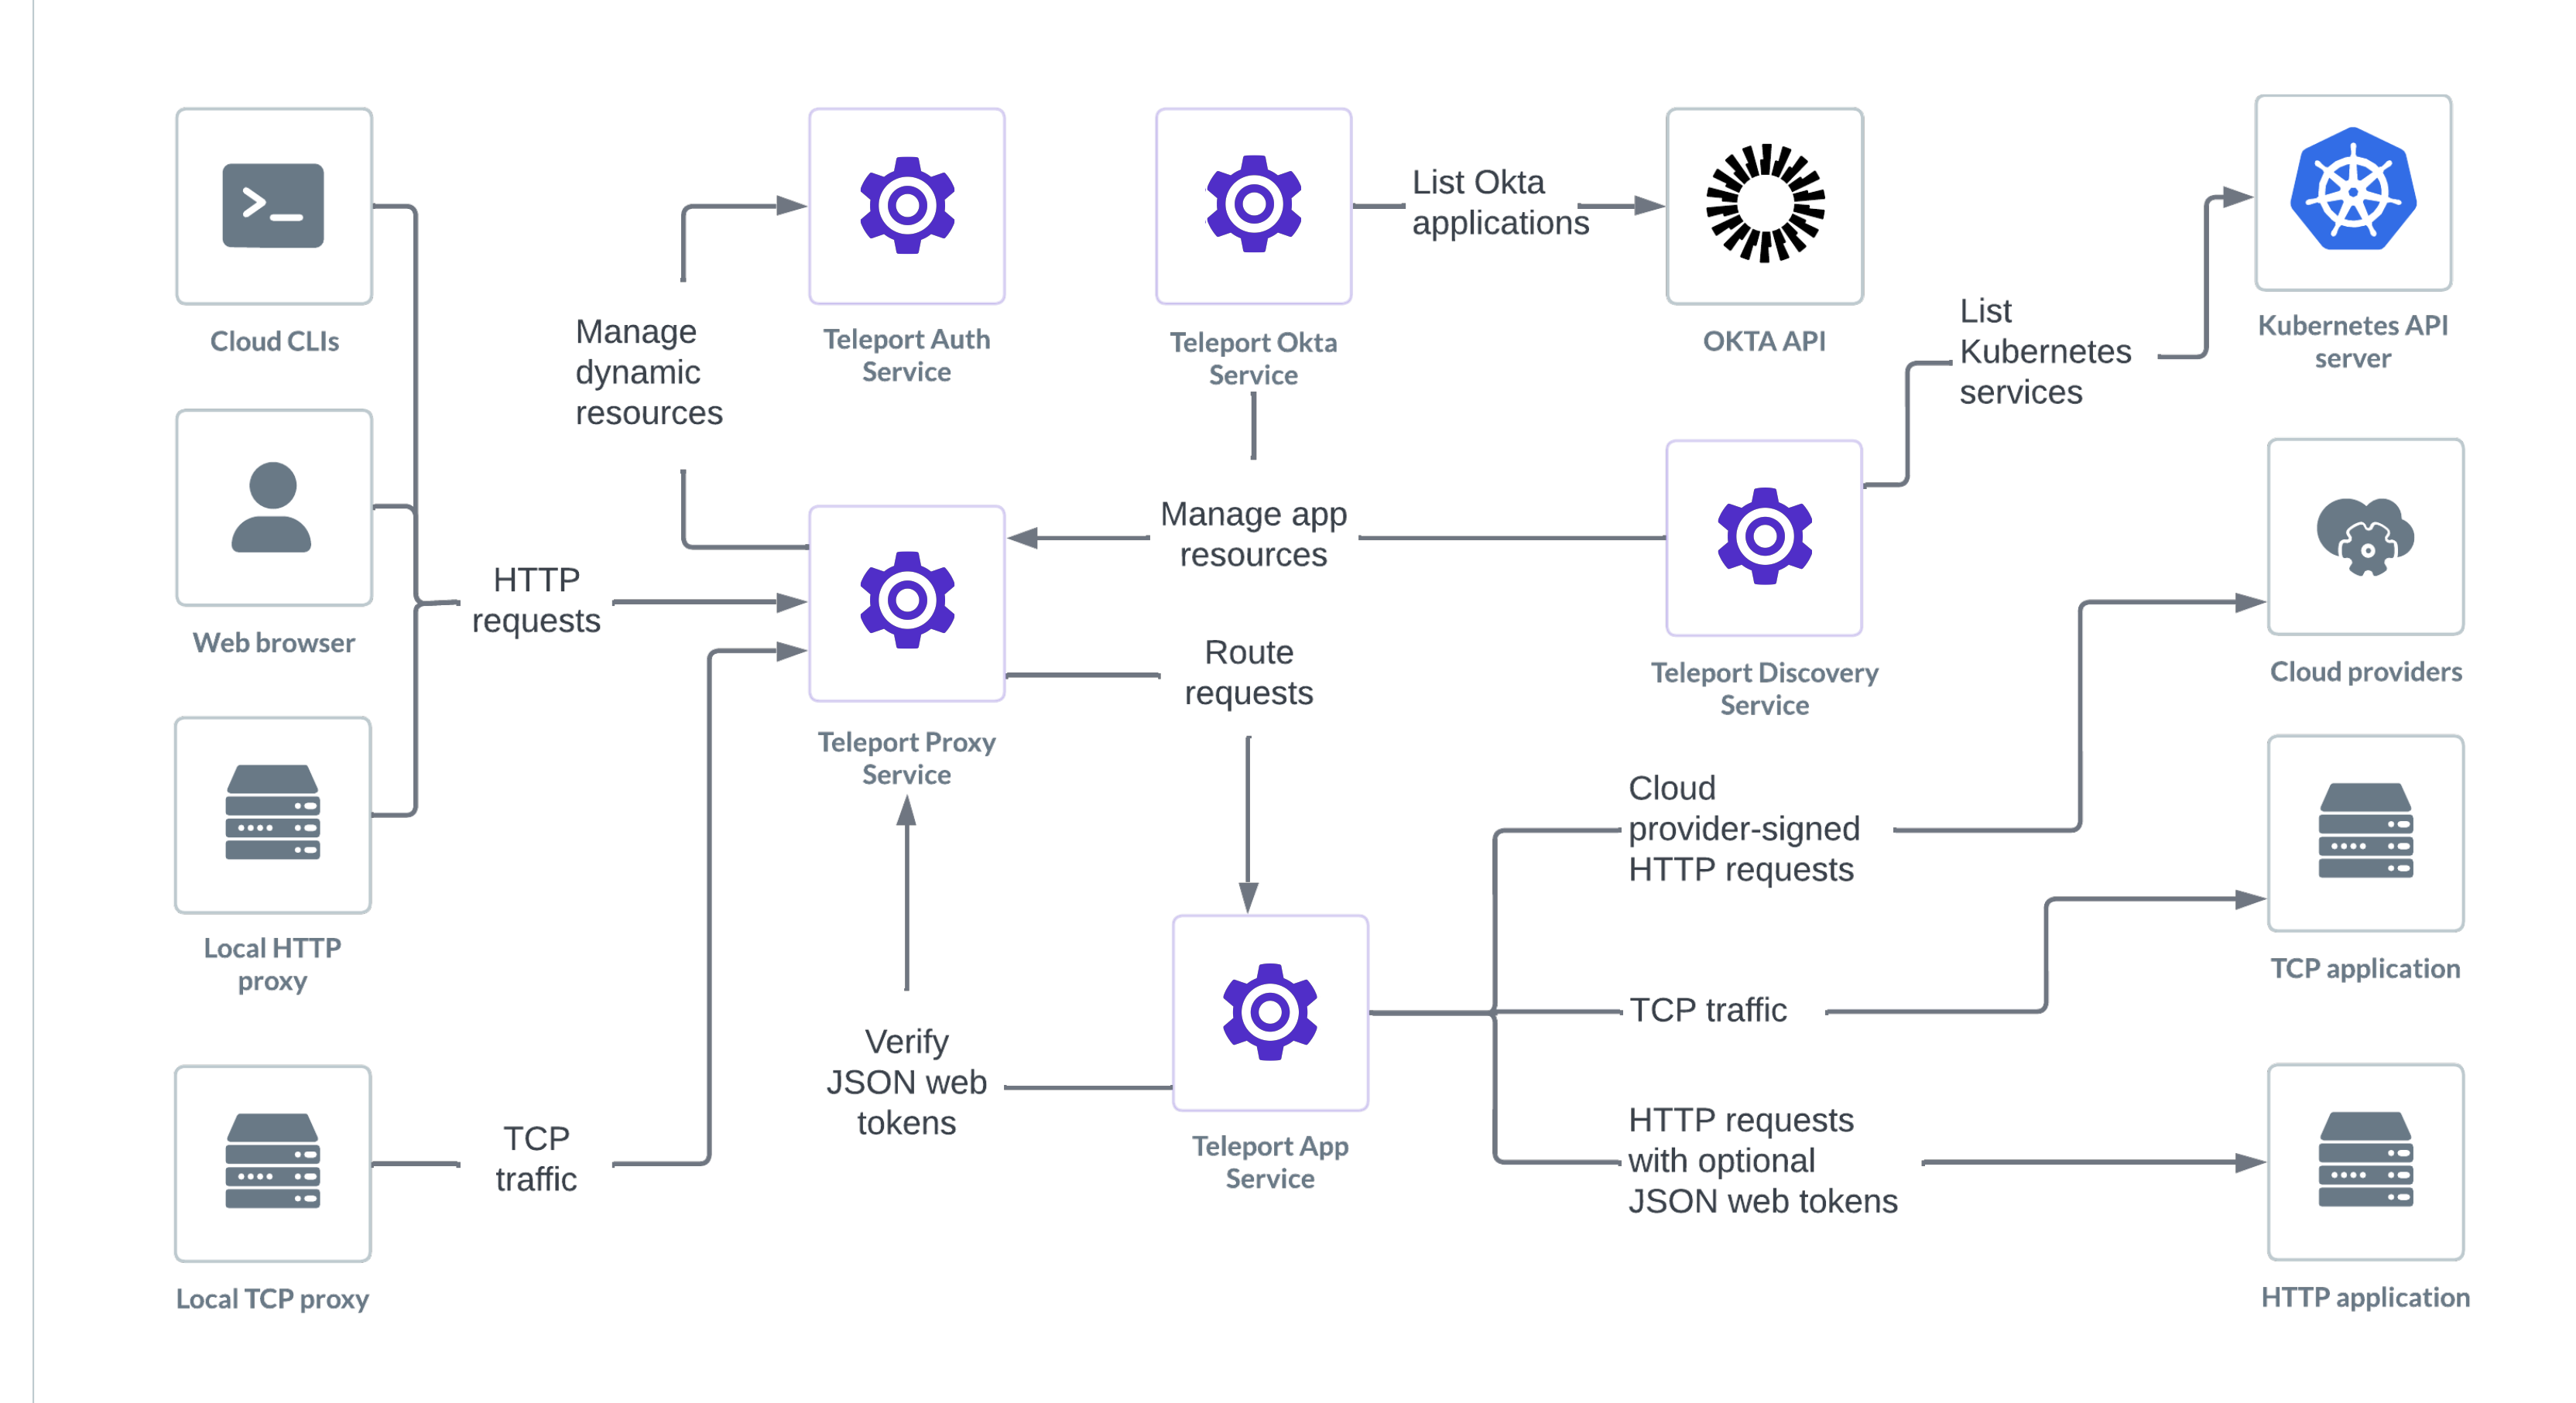 Cloud CLIs
Web browser
Local HTTP
proxy
Local TCP proxy
HTTP
requests
TCP
traffic
Manage
dynamic
resources
Teleport Auth
Service
Teleport Proxy
Service
Verify
JSON web
tokens
Teleport Okta
Service
Manage app
resources
Route
requests
Teleport App
Service
List Okta
applications
OKTA API
Teleport Discovery
Service
List
Kubernetes
services
Kubernetes API
server
Cloud
provider-signed
HTTP requests
Cloud providers
TCP traffic
TCP application
HTTP requests
with optional
JSON web tokens
HTTP application